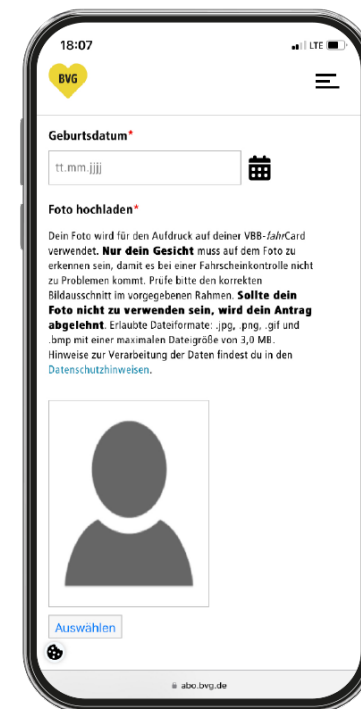 18:07
LTE
BVG
Geburtsdatum*
tt.mm.jjjj
Foto hochladen*
Dein Foto wird für den Aufdruck auf deiner VBB-fahrCard
verwendet. Nur dein Gesicht muss auf dem Foto zu
erkennen sein, damit es bei einer Fahrscheinkontrolle nicht
zu Problemen kommt. Prüfe bitte den korrekten
Bildausschnitt im vorgegebenen Rahmen. Sollte dein
Foto nicht zu verwenden sein, wird dein Antrag
abgelehnt. Erlaubte Dateiformate: .jpg, .png, .gif und
.bmp mit einer maximalen Dateigröße von 3,0 MB.
Hinweise zur Verarbeitung der Daten findest du in den
Datenschutzhinweisen.
Auswählen
abo.bvg.de